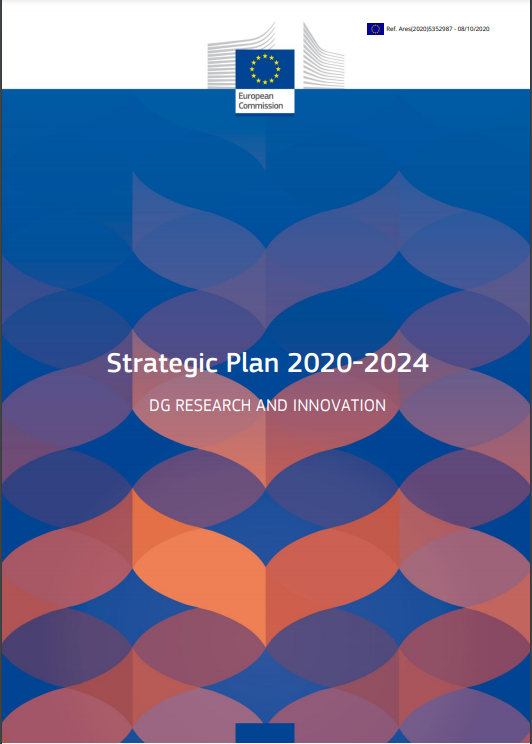 Ref. Ares(2020)5352987 - 08/10/2020
European
Commission
Strategic Plan 2020-2024
DG RESEARCH AND INNOVATION